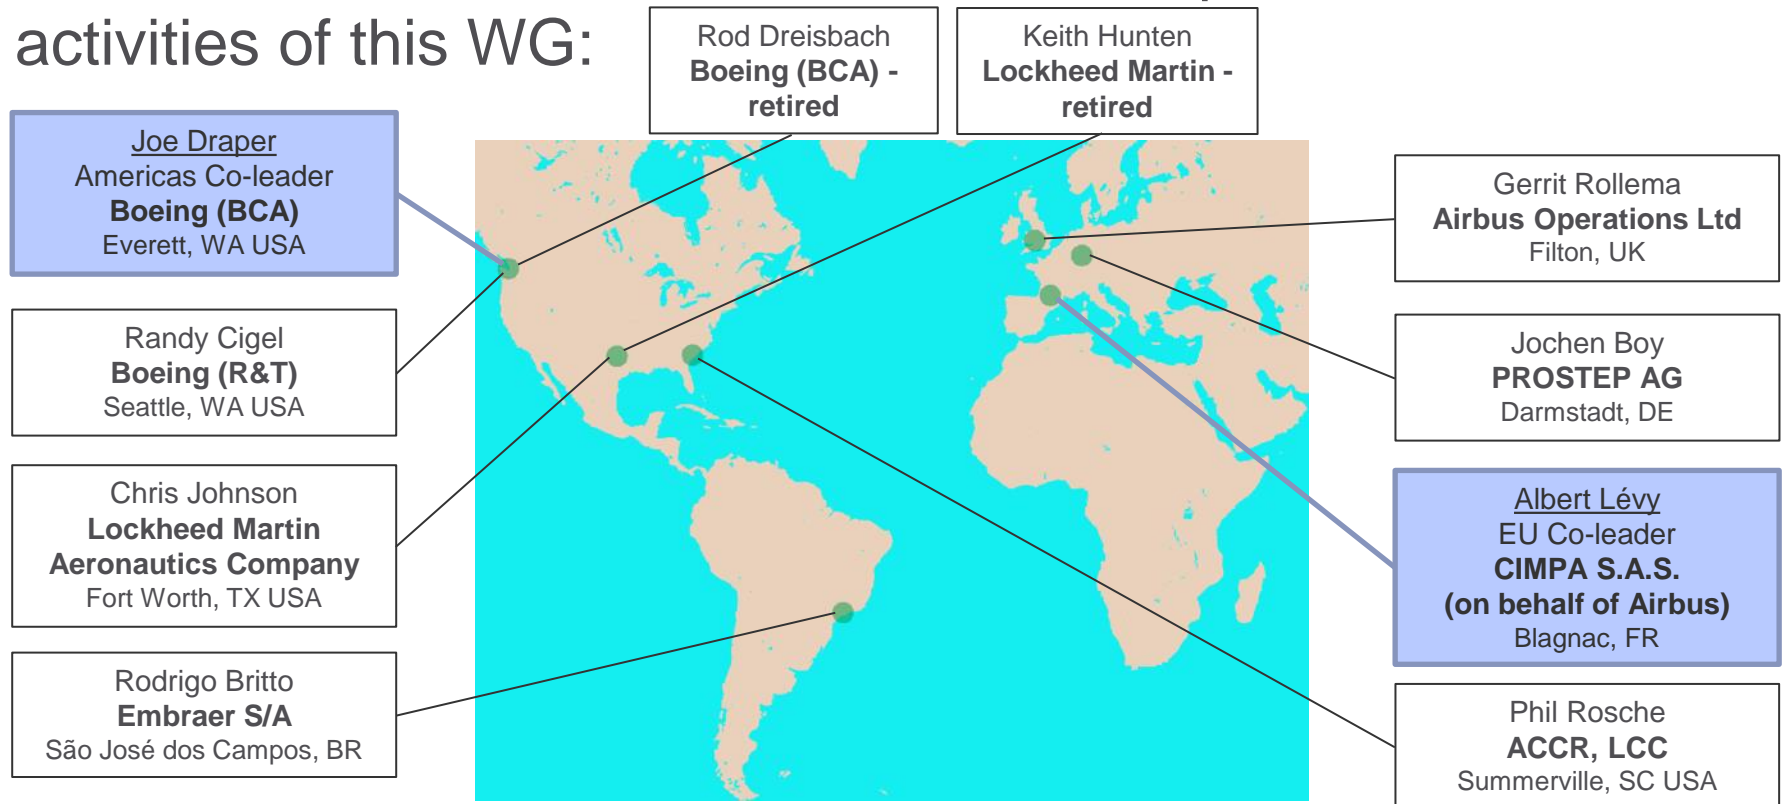 activities of this WG:
Rod Dreisbach
Boeing (BCA) -
retired
Keith Hunten
Lockheed Martin -
retired
Joe Draper
Americas Co-leader
Boeing (BCA)
Everett, WA USA
Randy Cigel
Boeing (R&T)
Seattle, WA USA
Chris Johnson
Lockheed Martin
Aeronautics Company
Fort Worth, TX USA
Rodrigo Britto
Embraer S/A
São José dos Campos, BR
Gerrit Rollema
Airbus Operations Ltd
Filton, UK
Jochen Boy
PROSTEP AG
Darmstadt, DE
Albert Lévy
EU Co-leader
CIMPA S.A.S.
(on behalf of Airbus)
Blagnac, FR
Phil Rosche
ACCR, LCC
Summerville, SC USA